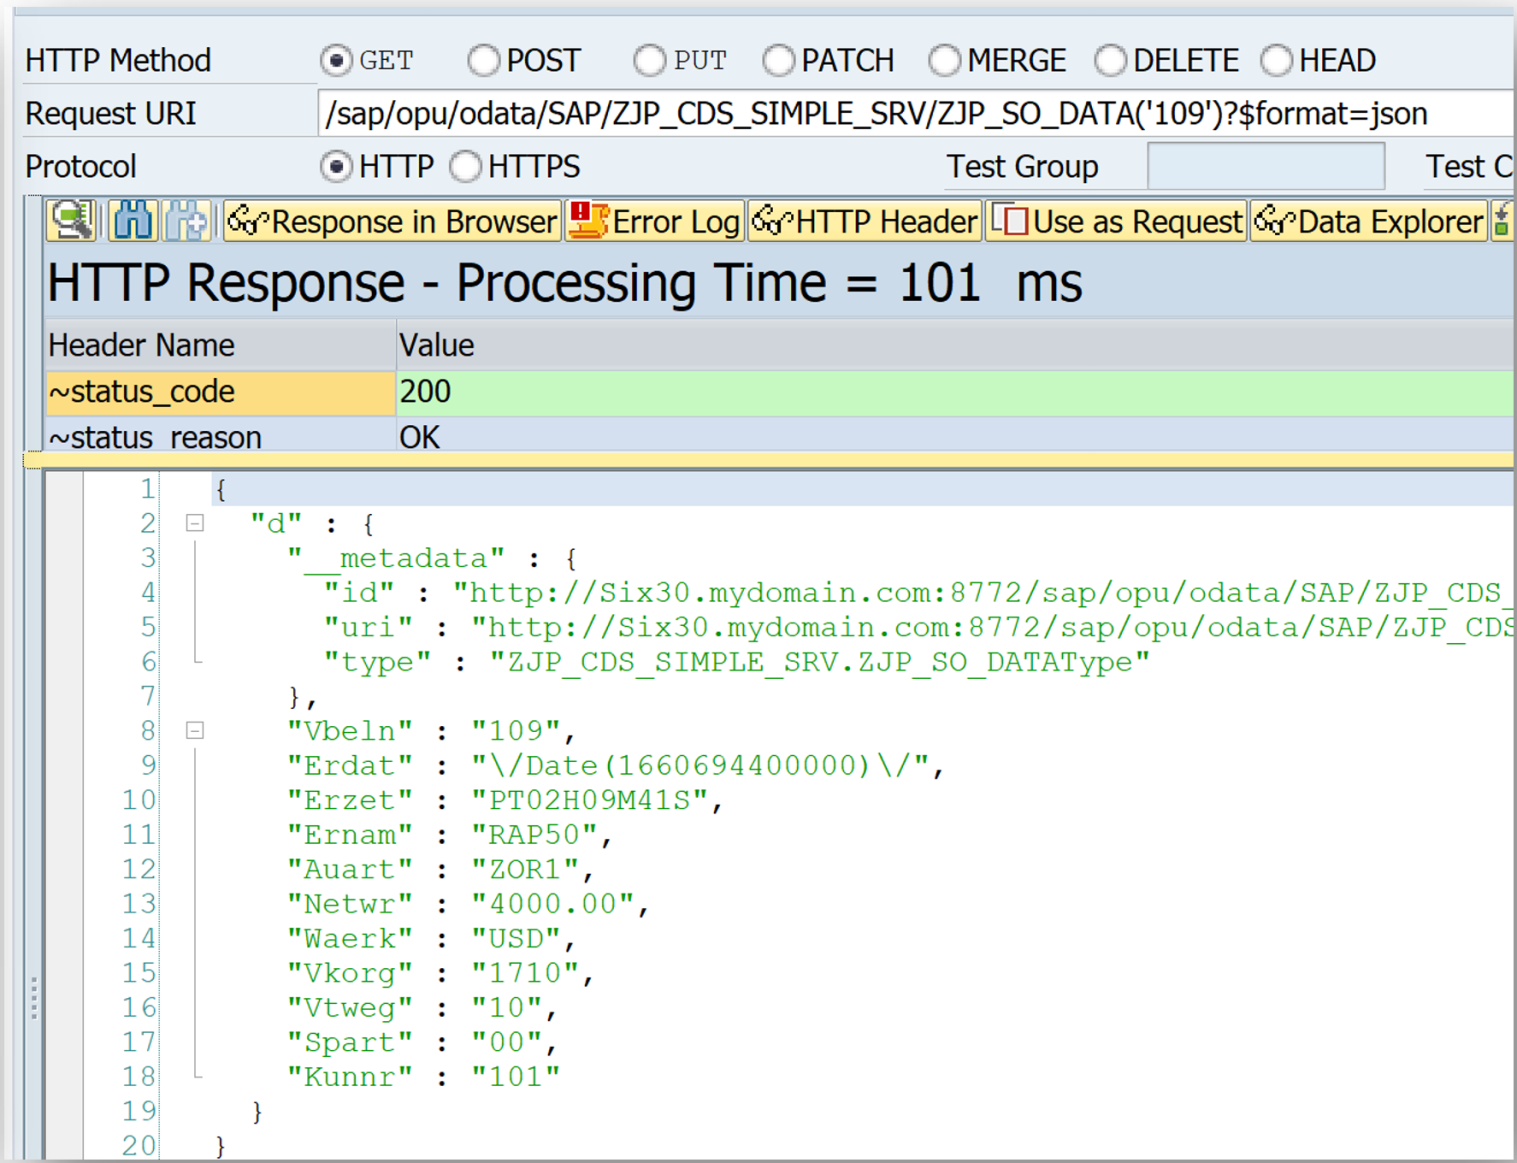 HTTP Method GET POST PUT PATCH MERGE DELETE HEAD
Request URI /sap/opu/odata/SAP/ZJP_CDS_SIMPLE_SRV/ZJP_SO_DATA('109')?$format=json
Protocol HTTP HTTPS Test Group Test C
Response in Browser Error Log HTTP Header Use as Request Data Explorer
HTTP Response - Processing Time = 101 ms
Header Name Value
~status_code 200
~status_reason OK
1 {
2 "d" : {
3 "__metadata" : {
4 "id" : "http://Six30.mydomain.com:8772/sap/opu/odata/SAP/ZJP_CDS_
5 "uri" : "http://Six30.mydomain.com:8772/sap/opu/odata/SAP/ZJP_CDS
6 "type" : "ZJP_CDS_SIMPLE_SRV.ZJP_SO_DATAType"
7 },
8 "Vbeln" : "109",
9 "Erdat" : "\/Date(1660694400000)\/",
10 "Erzet" : "PT02H09M41S",
11 "Ernam" : "RAP50",
12 "Auart" : "ZOR1",
13 "Netwr" : "4000.00",
14 "Waerk" : "USD",
15 "Vkorg" : "1710",
16 "Vtweg" : "10",
17 "Spart" : "00",
18 "Kunnr" : "101"
19 }
20 }